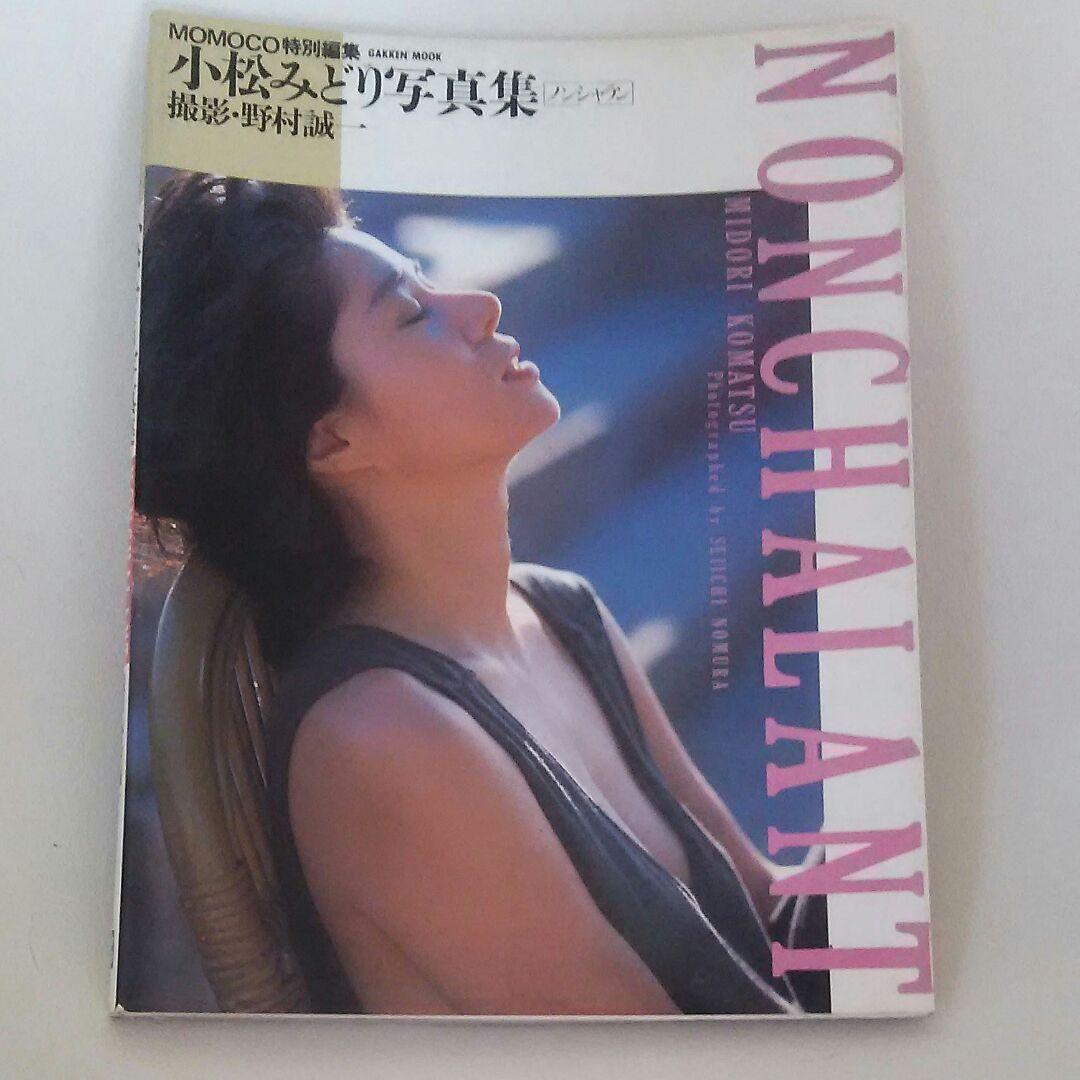 MOMOCO特別編集 GAKKEN MOOK
小松みどり写真集 ノンシャラン
撮影・野村誠一
NONCHALANT
MIDORI KOMATSU
Photographed by SEIICHI NOMURA